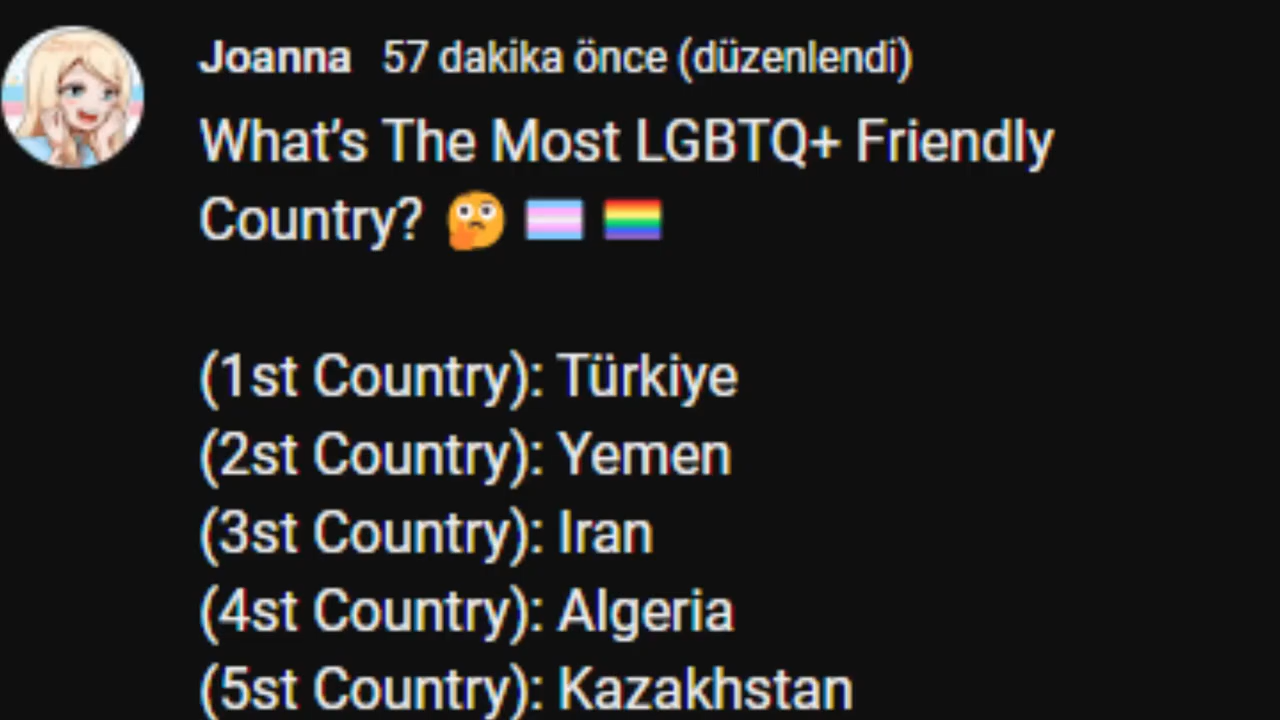 Joanna 57 dakika önce (düzenlendi)
What's The Most LGBTQ+ Friendly
Country? 🤔 🏳️‍⚧️ 🏳️‍🌈
(1st Country): Türkiye
(2st Country): Yemen
(3st Country): Iran
(4st Country): Algeria
(5st Country): Kazakhstan